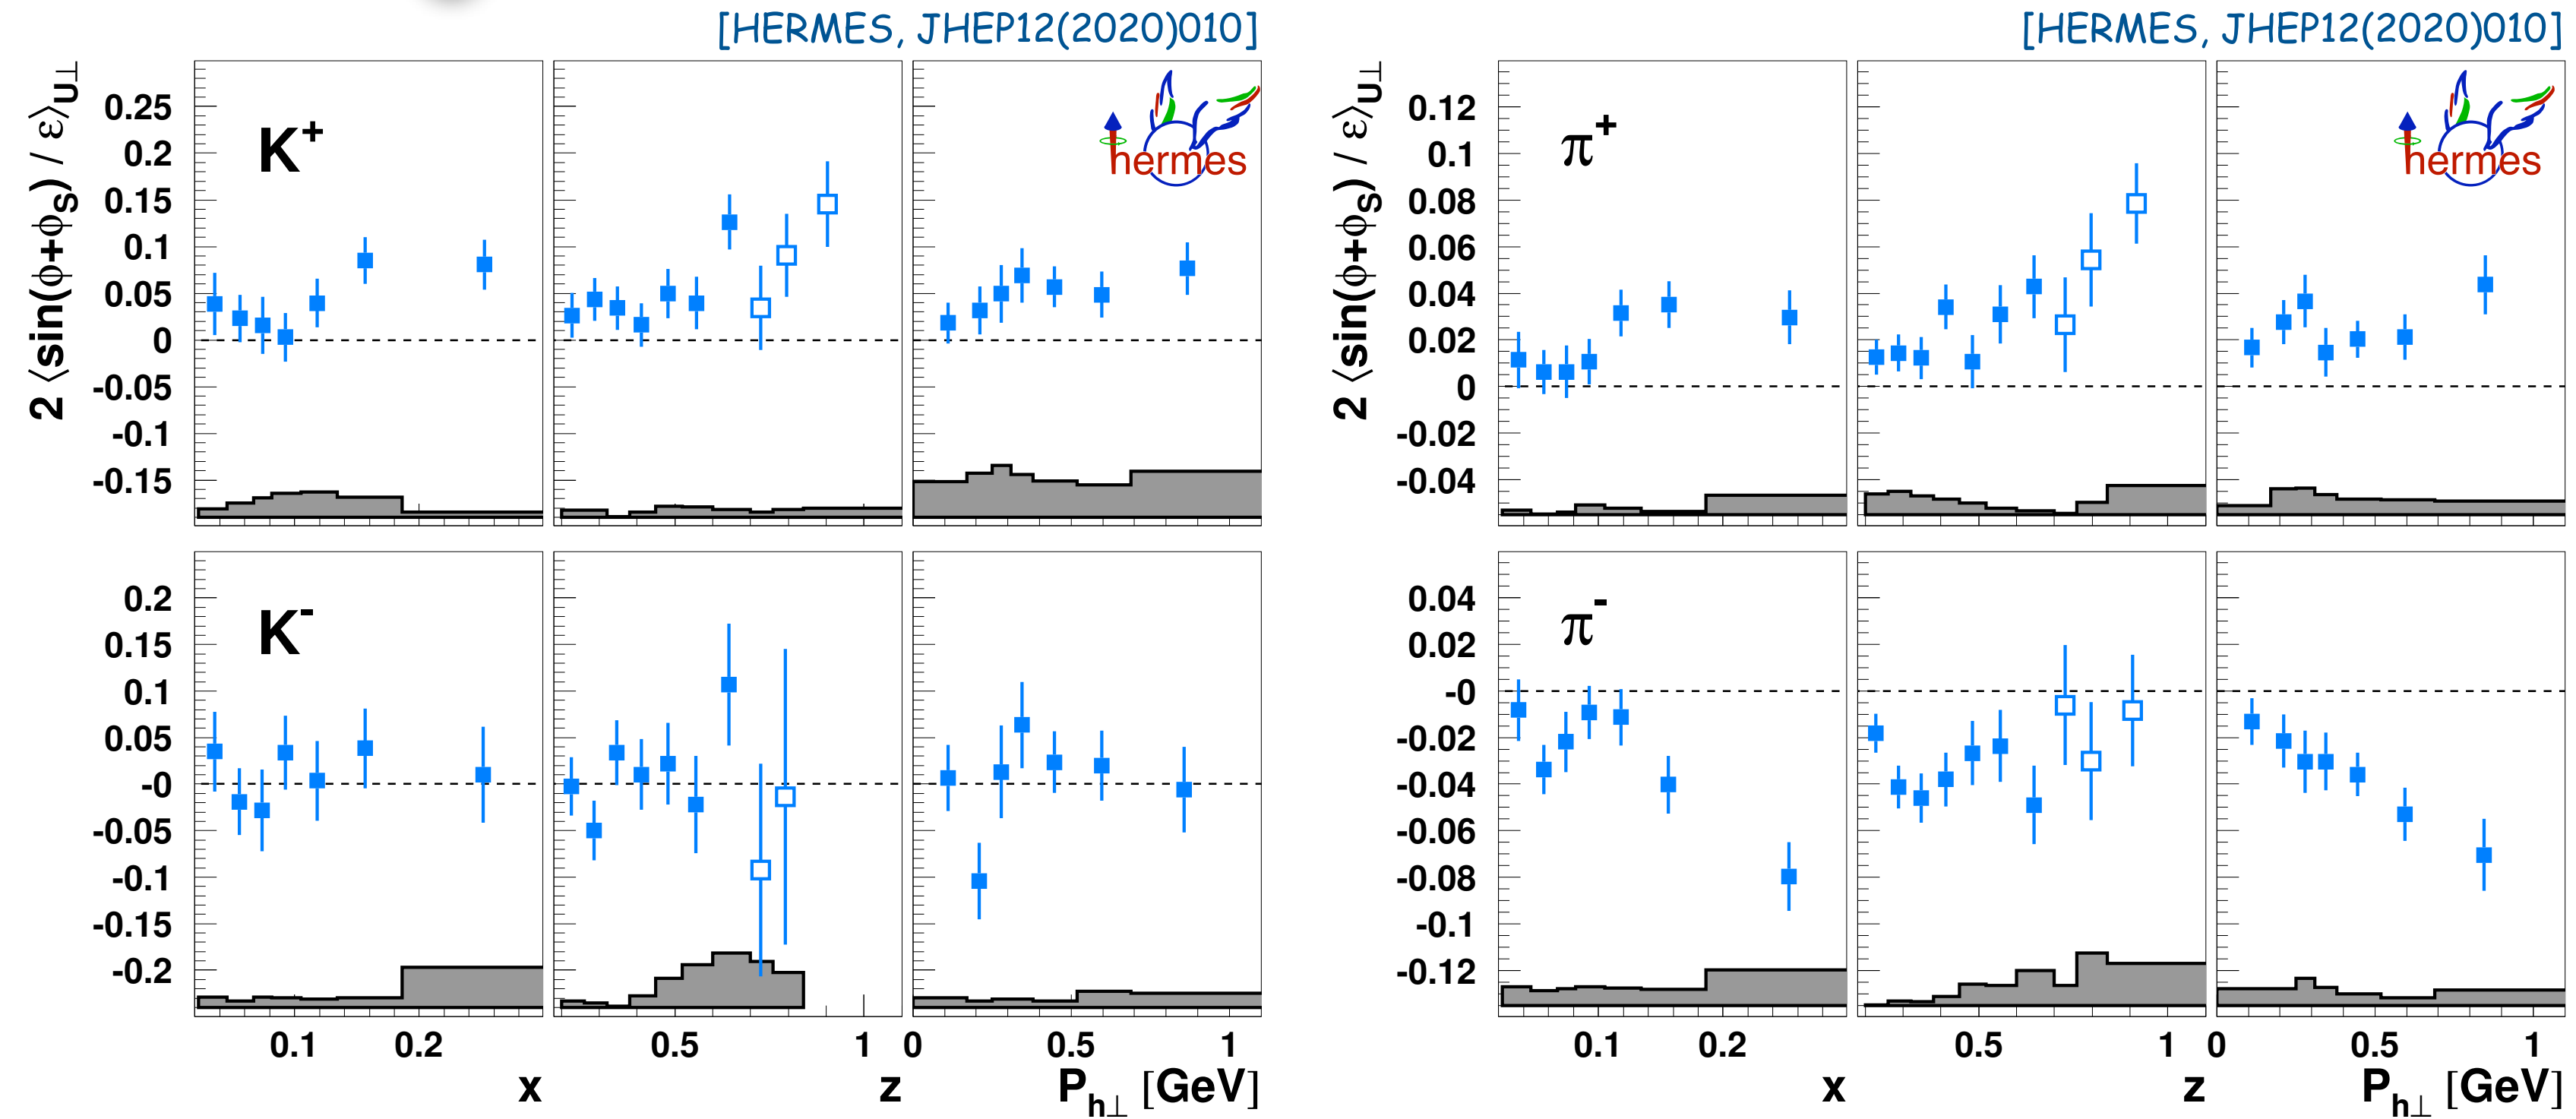 [HERMES, JHEP12(2020)010]
2 ⟨sin(ϕ+ϕS) / ε⟩U⊥
0.25
0.2
0.15
0.1
0.05
0
-0.05
-0.1
-0.15
K+
hermes
0.2
0.15
0.1
0.05
-0
-0.05
-0.1
-0.15
-0.2
K-
0.1 0.2
0.5 1
0 0.5 1
x
z
Ph⊥ [GeV]
[HERMES, JHEP12(2020)010]
2 ⟨sin(ϕ+ϕS) / ε⟩U⊥
0.12
0.1
0.08
0.06
0.04
0.02
0
-0.02
-0.04
π+
hermes
0.04
0.02
-0
-0.02
-0.04
-0.06
-0.08
-0.1
-0.12
π-
0.1 0.2
0.5 1
0 0.5 1
x
z
Ph⊥ [GeV]